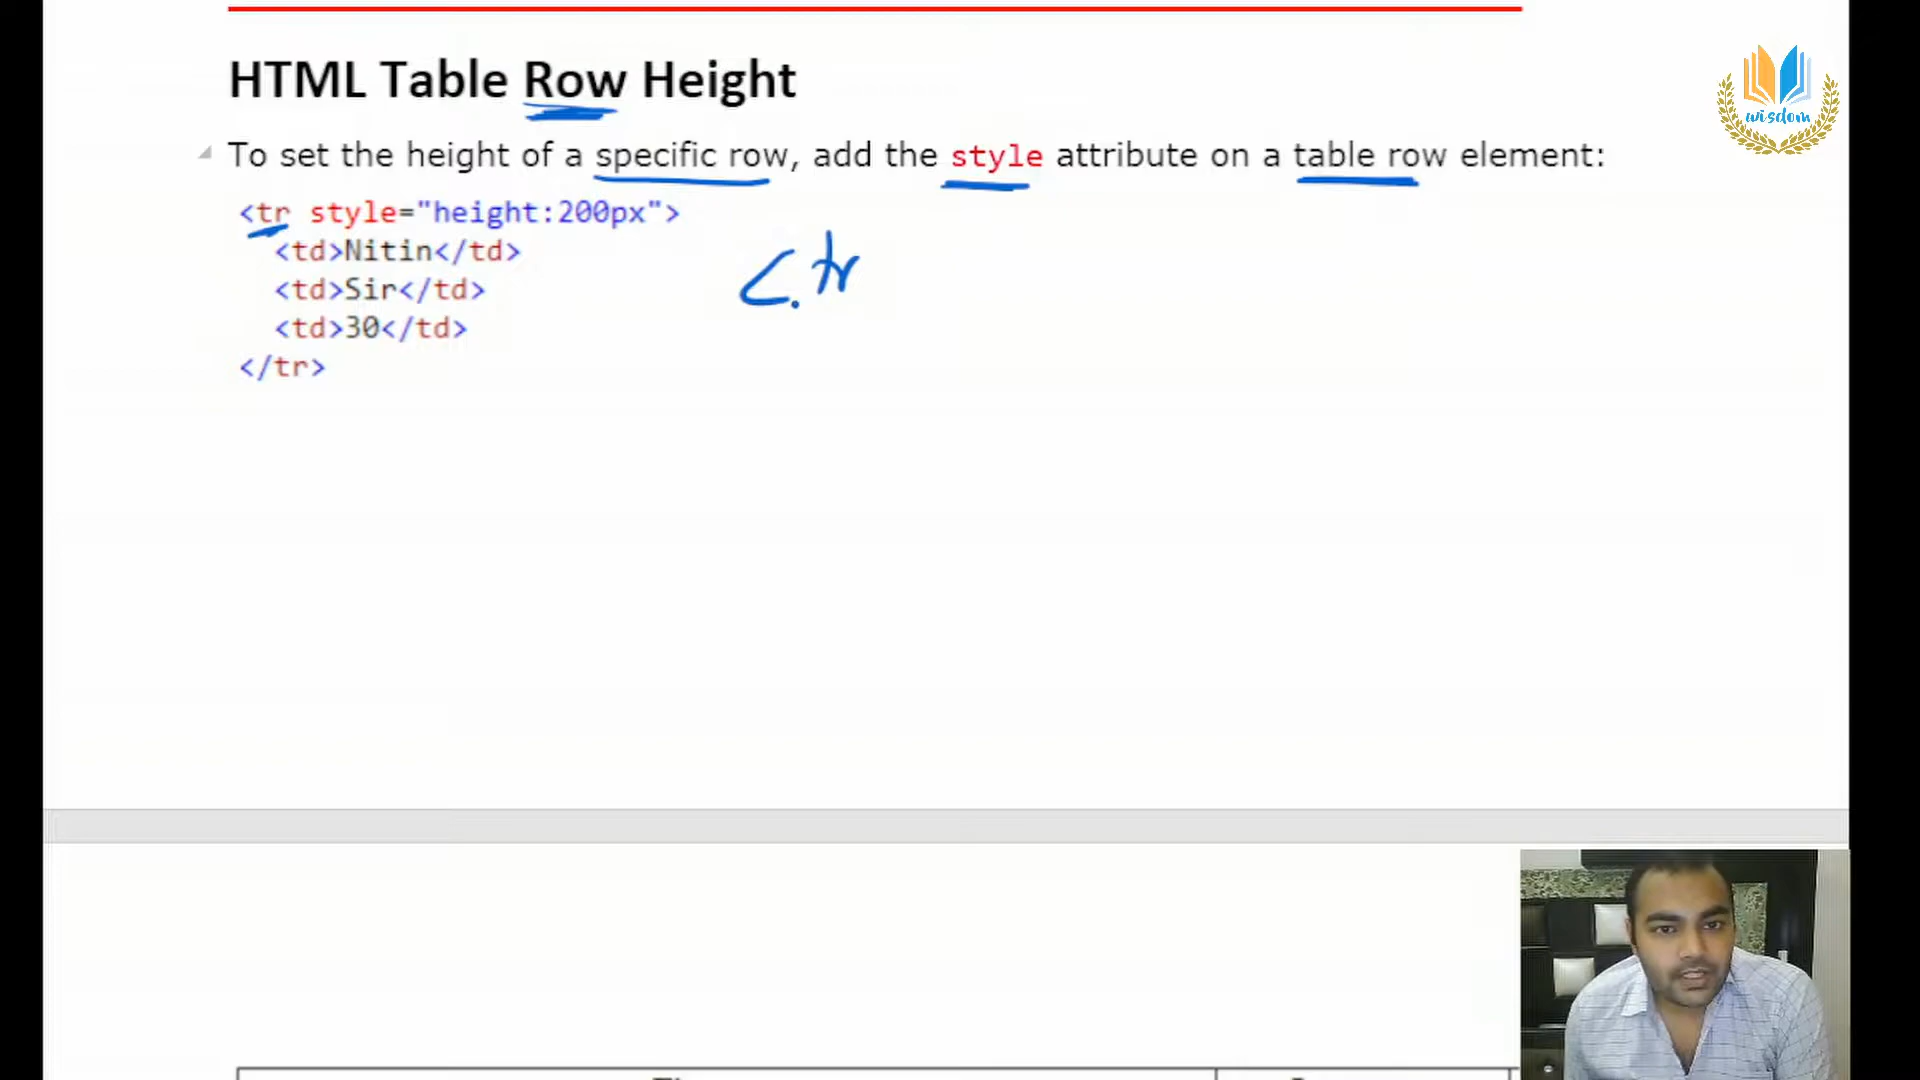 HTML Table Row Height
wisdom
To set the height of a specific row, add the style attribute on a table row element:
<tr style="height:200px">
<td>Nitin</td>
<tr
<td>Sir</td>
<td>30</td>
</tr>